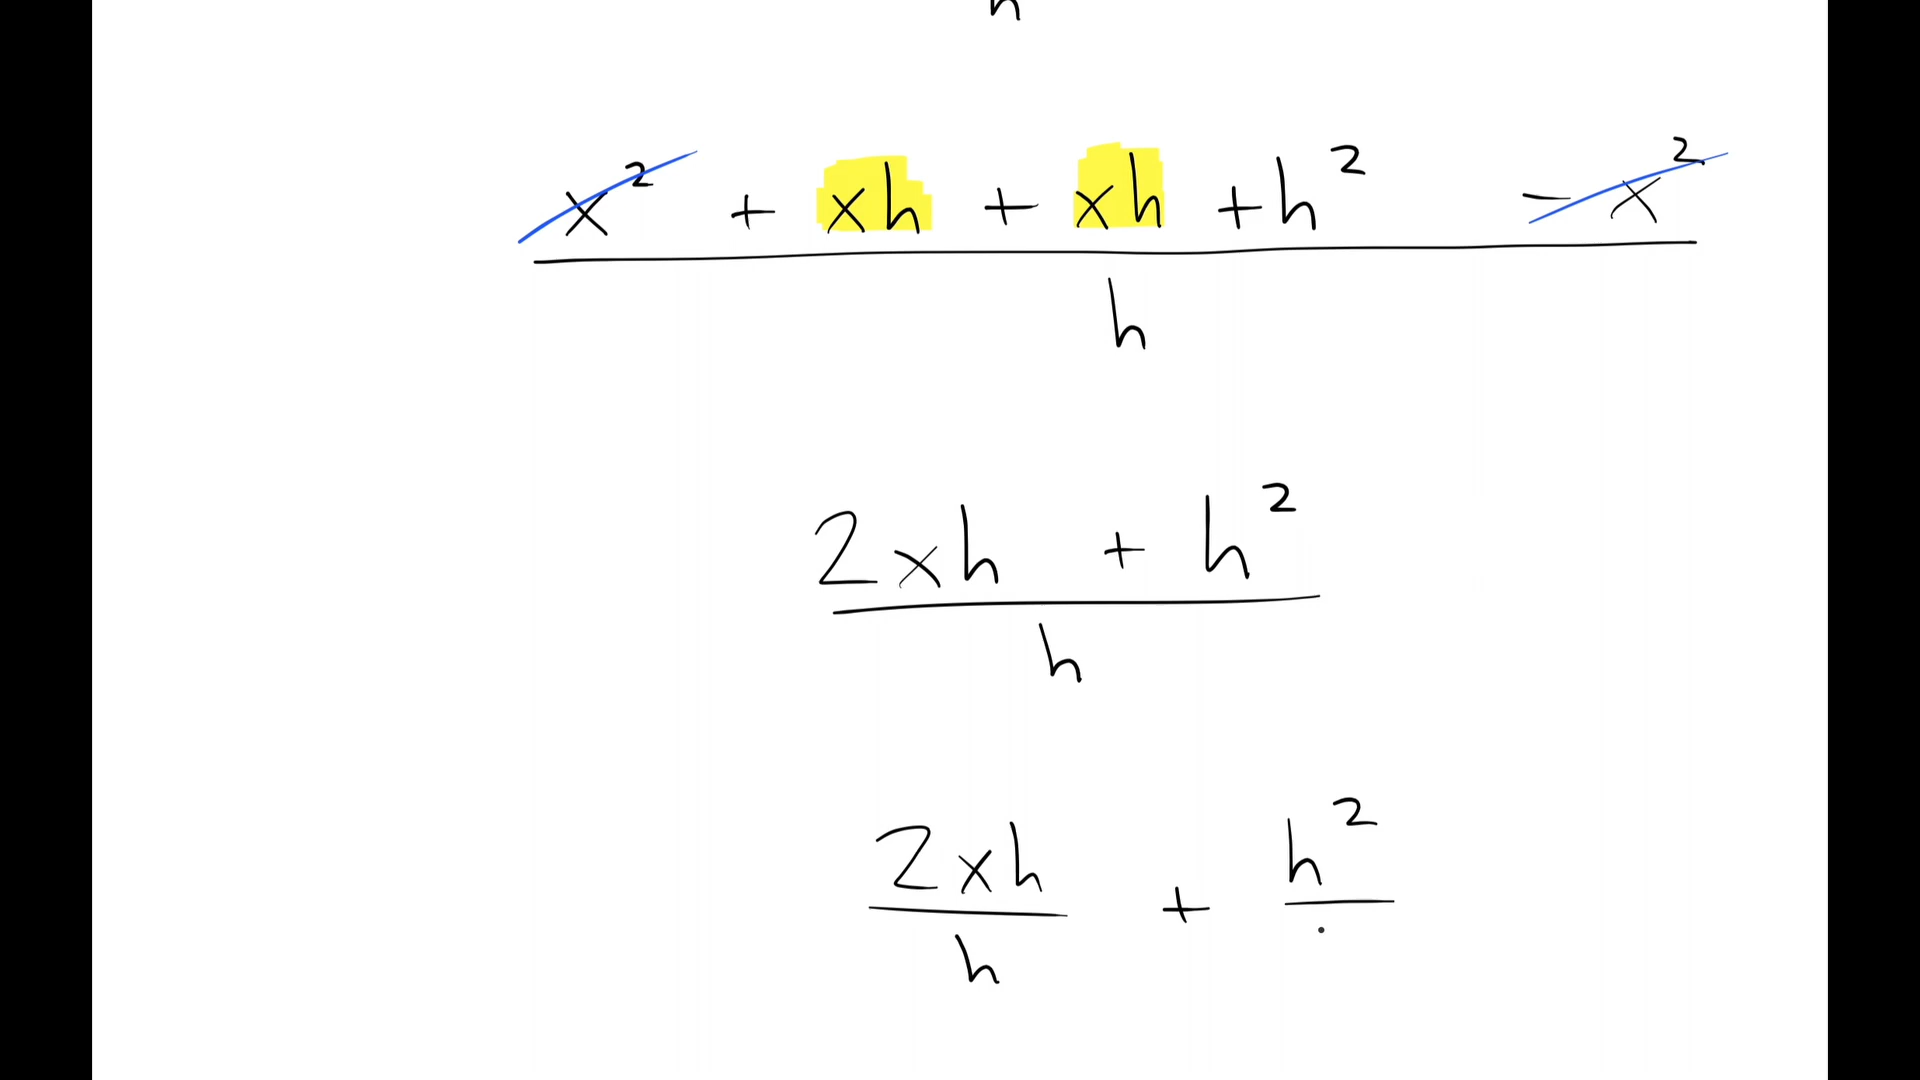 h
x² + xh + xh + h² - x²
h
2xh + h²
h
2xh + h²
h